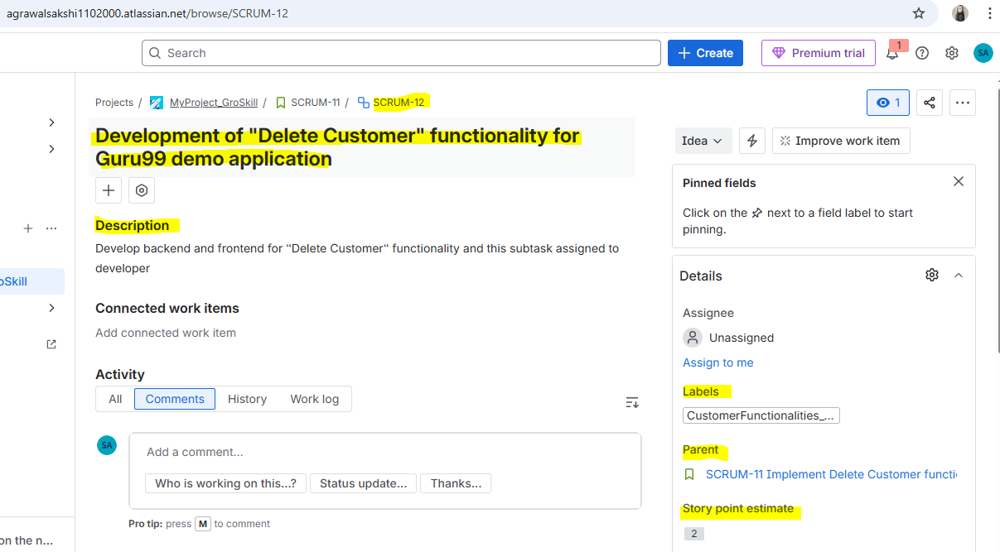 agrawalsakshi1102000.atlassian.net/browse/SCRUM-12
Search
+ Create
Premium trial
1
SA
Projects / MyProject_GroSkill / SCRUM-11 / SCRUM-12
1
Development of "Delete Customer" functionality for
Guru99 demo application
Idea
Improve work item
Description
Develop backend and frontend for "Delete Customer" functionality and this subtask assigned to
developer
oSkill
Connected work items
Add connected work item
Activity
All Comments History Work log
SA
Add a comment...
Who is working on this...? Status update... Thanks...
Pro tip: press M to comment
on the n...
Pinned fields
Click on the next to a field label to start
pinning.
Details
Assignee
Unassigned
Assign to me
Labels
CustomerFunctionalities_...
Parent
SCRUM-11 Implement Delete Customer functi
Story point estimate
2